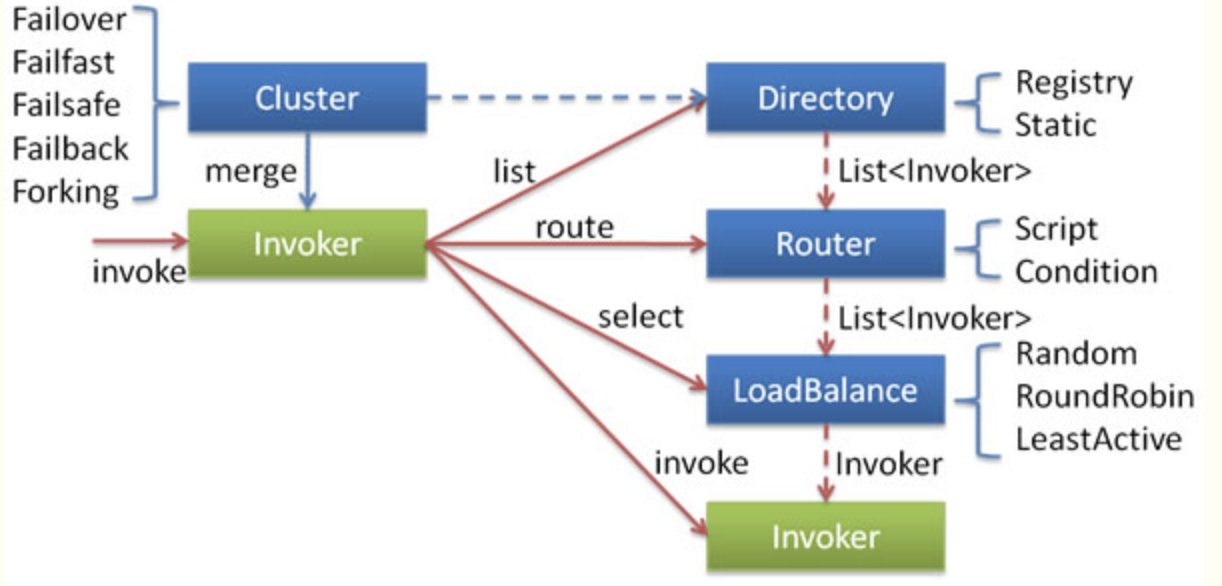 Failover
Failfast
Failsafe
Failback
Forking
Cluster
Directory
Registry
Static
merge
list
List<Invoker>
invoke
Invoker
route
Router
Script
Condition
select
List<Invoker>
LoadBalance
Random
RoundRobin
LeastActive
invoke
Invoker
Invoker